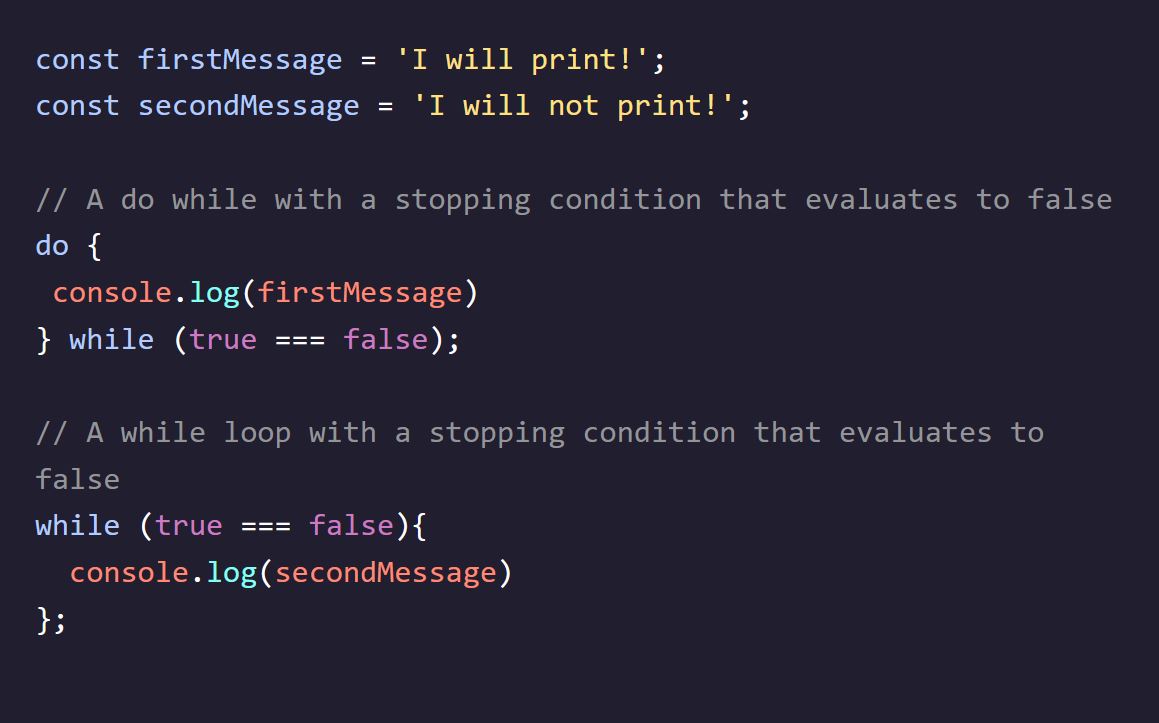 const firstMessage = 'I will print!';
const secondMessage = 'I will not print!';

// A do while with a stopping condition that evaluates to false
do {
 console.log(firstMessage)
} while (true === false);

// A while loop with a stopping condition that evaluates to
false
while (true === false){
  console.log(secondMessage)
};